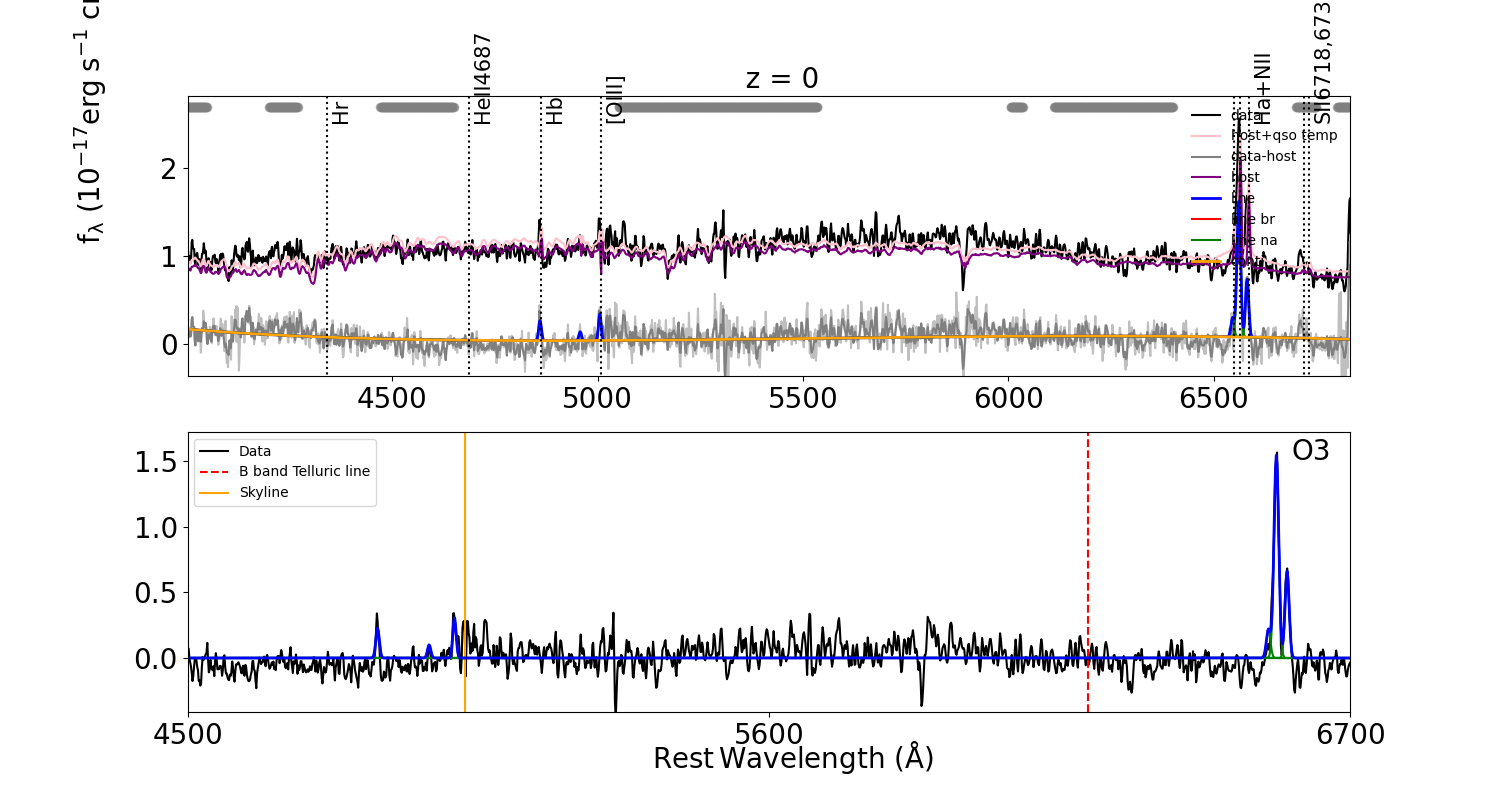 z = 0
f_λ (10^−17 erg s^−1 c
Hr
HeII4687
Hb
[OIII]
Ha+NII
SII6718,673
data
host+qso temp
data-host
host
line
line br
line na
2
1
0
4500 5000 5500 6000 6500
Data
B band Telluric line
Skyline
O3
1.5
1.0
0.5
0.0
4500 5600 6700
Rest Wavelength (Å)